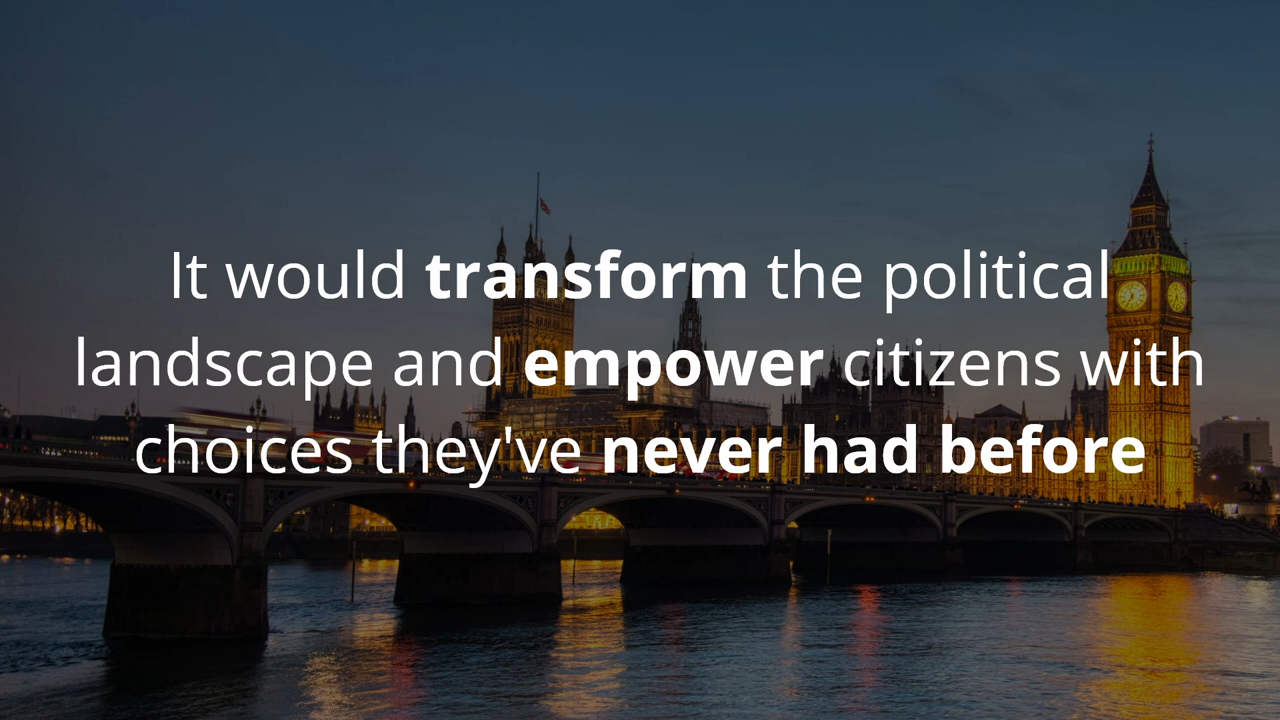 It would transform the political
landscape and empower citizens with
choices they've never had before